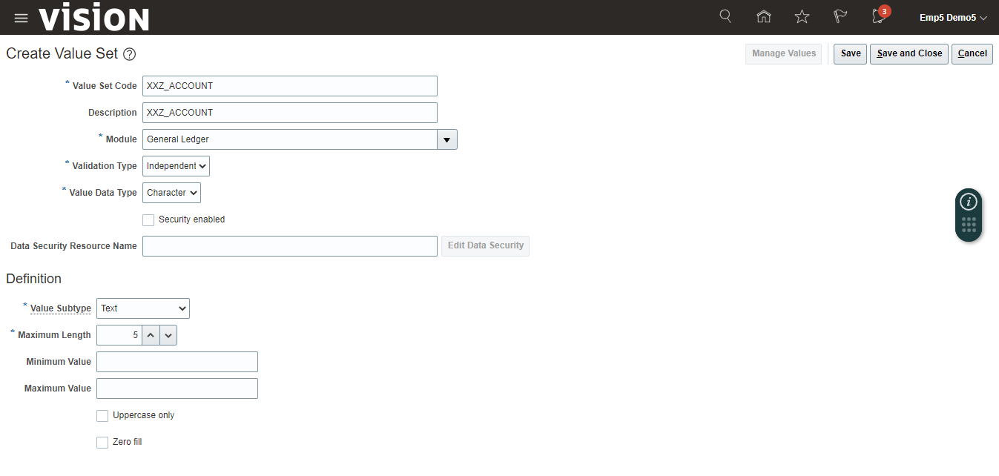 vision
3
Emp5 Demo5
Create Value Set ?
Manage Values Save Save and Close Cancel
* Value Set Code XXZ_ACCOUNT
Description XXZ_ACCOUNT
* Module General Ledger
* Validation Type Independent
* Value Data Type Character
Security enabled
Data Security Resource Name Edit Data Security
i
Definition
* Value Subtype Text
* Maximum Length 5
Minimum Value
Maximum Value
Uppercase only
Zero fill